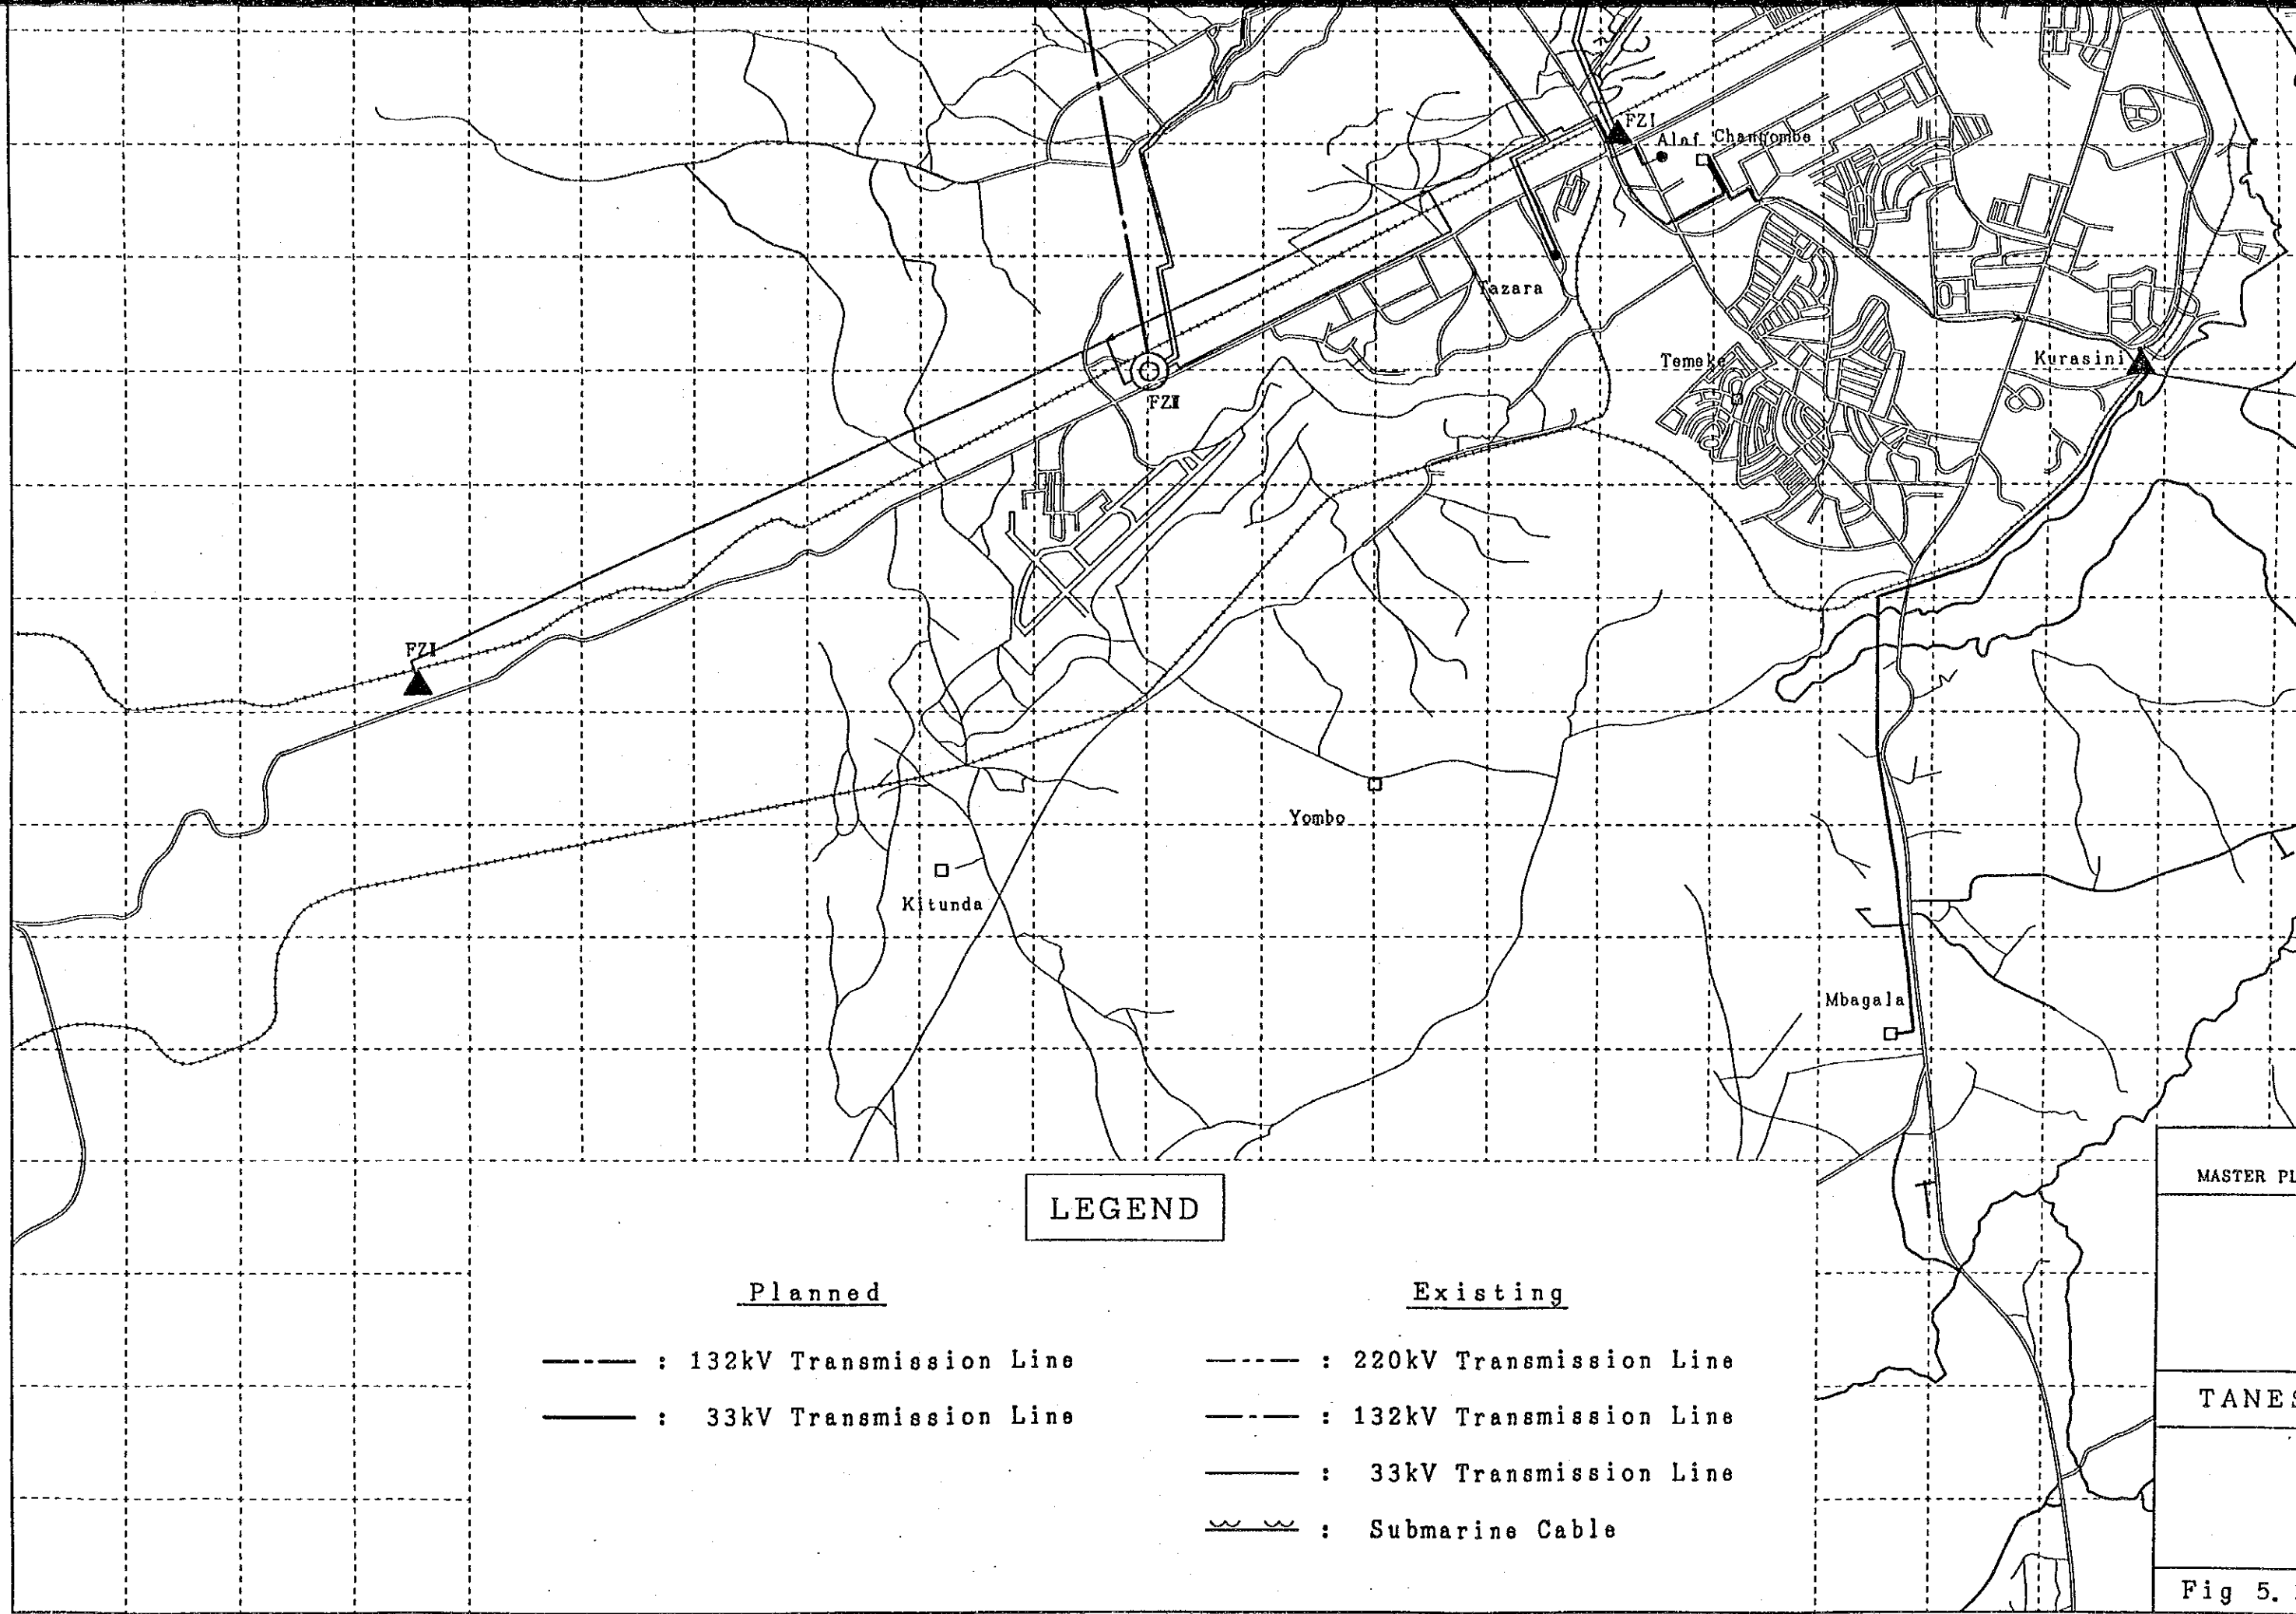 FZI
Alaf
Changombe
Tazara
Temeke
Kurasini
FZⅡ
FZI
Yombo
Kitunda
Mbagala
MASTER PL
LEGEND
Planned
: 132kV Transmission Line
: 33kV Transmission Line
Existing
: 220kV Transmission Line
: 132kV Transmission Line
: 33kV Transmission Line
: Submarine Cable
TANES
Fig 5.